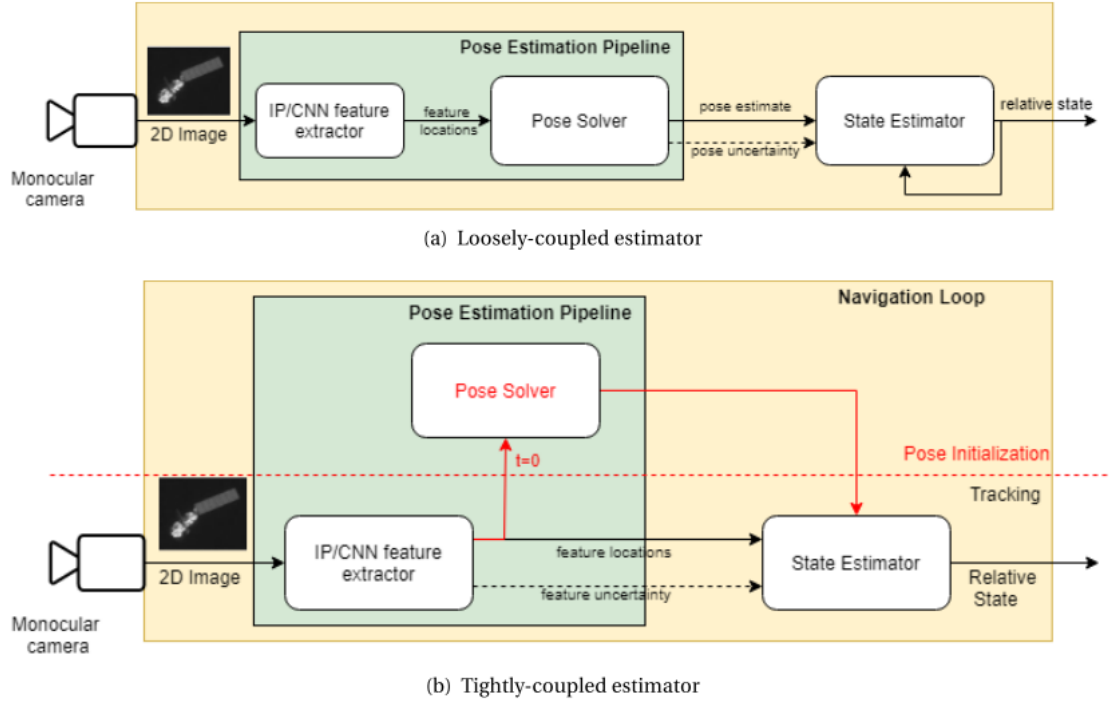 Pose Estimation Pipeline
IP/CNN feature
extractor
feature
locations
Pose Solver
pose estimate
pose uncertainty
State Estimator
relative state
2D Image
Monocular
camera
(a) Loosely-coupled estimator
Navigation Loop
Pose Estimation Pipeline
Pose Solver
t=0
Pose Initialization
Tracking
IP/CNN feature
extractor
feature locations
feature uncertainty
State Estimator
Relative
State
2D Image
Monocular
camera
(b) Tightly-coupled estimator